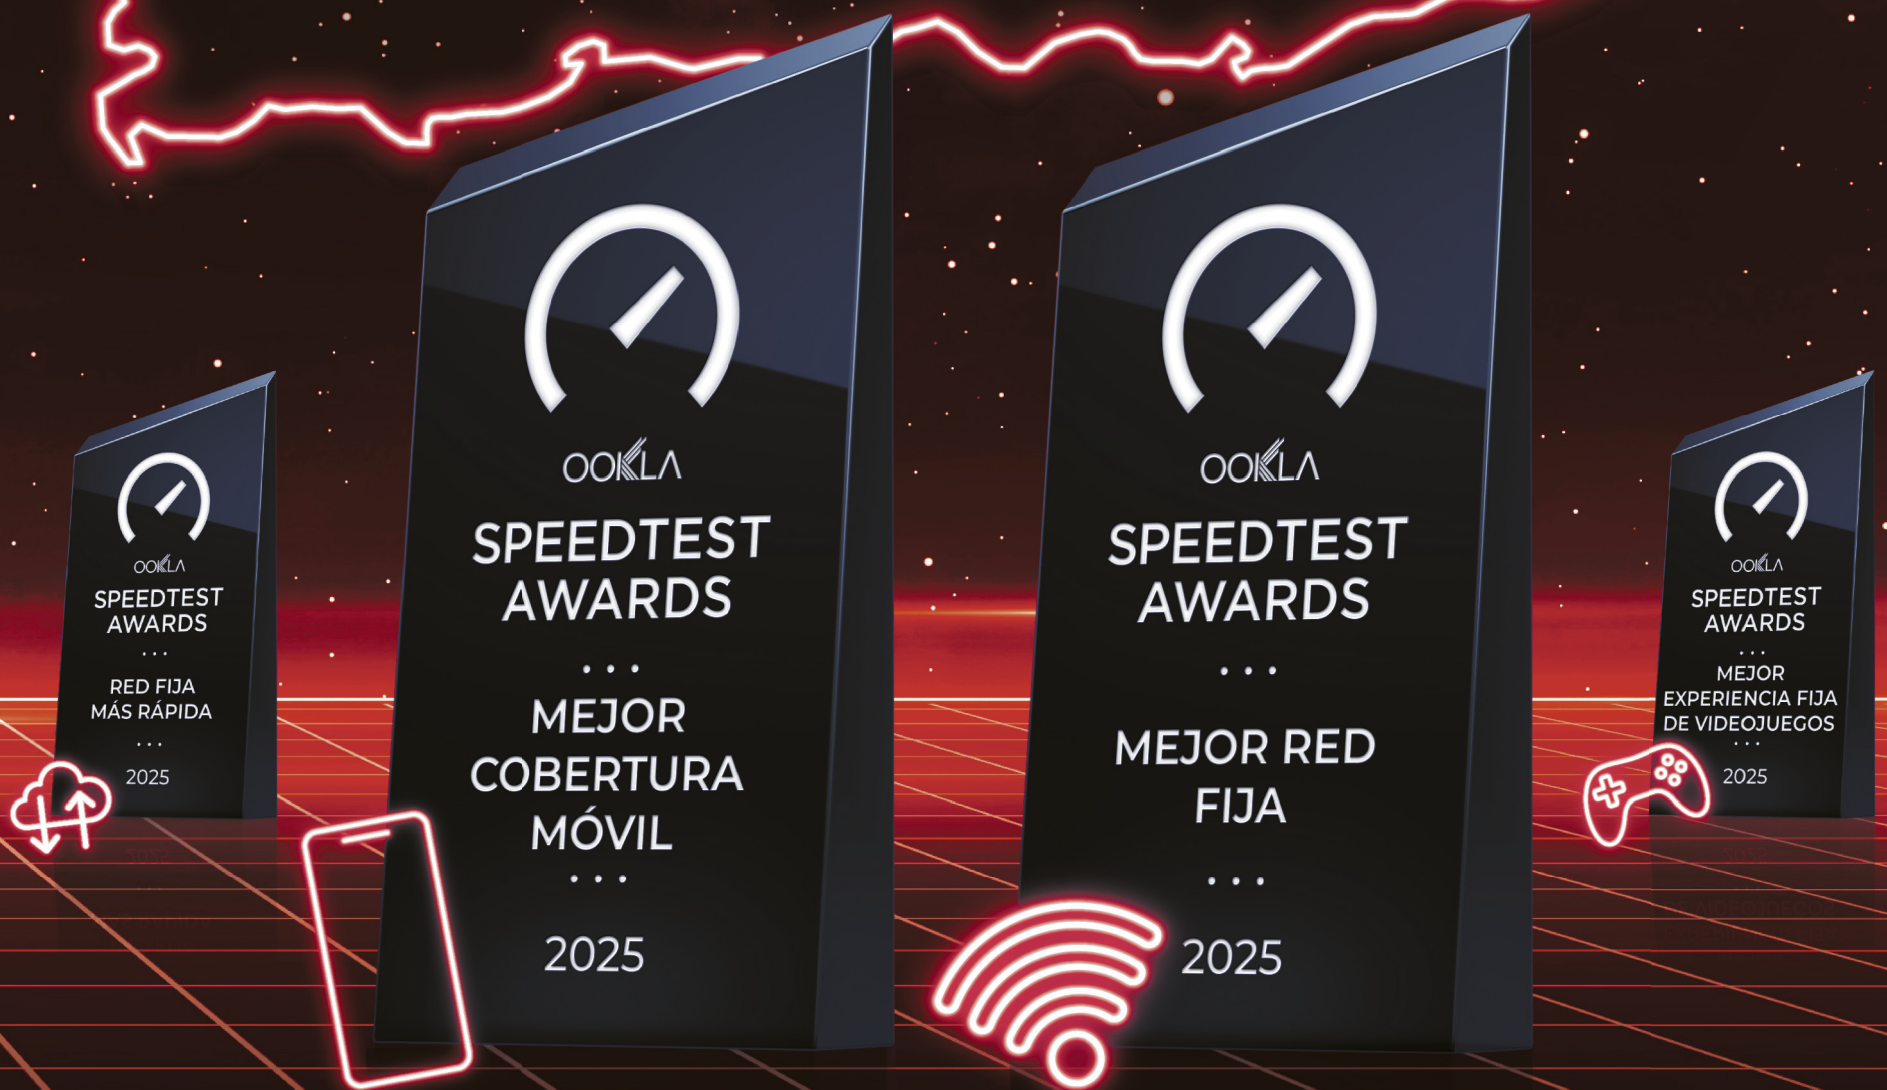 OOKLA
SPEEDTEST
AWARDS
...
RED FIJA
MÁS RÁPIDA
...
2025
OOKLA
SPEEDTEST
AWARDS
...
MEJOR
COBERTURA
MÓVIL
...
2025
OOKLA
SPEEDTEST
AWARDS
...
MEJOR RED
FIJA
...
2025
OOKLA
SPEEDTEST
AWARDS
...
MEJOR
EXPERIENCIA FIJA
DE VIDEOJUEGOS
...
2025